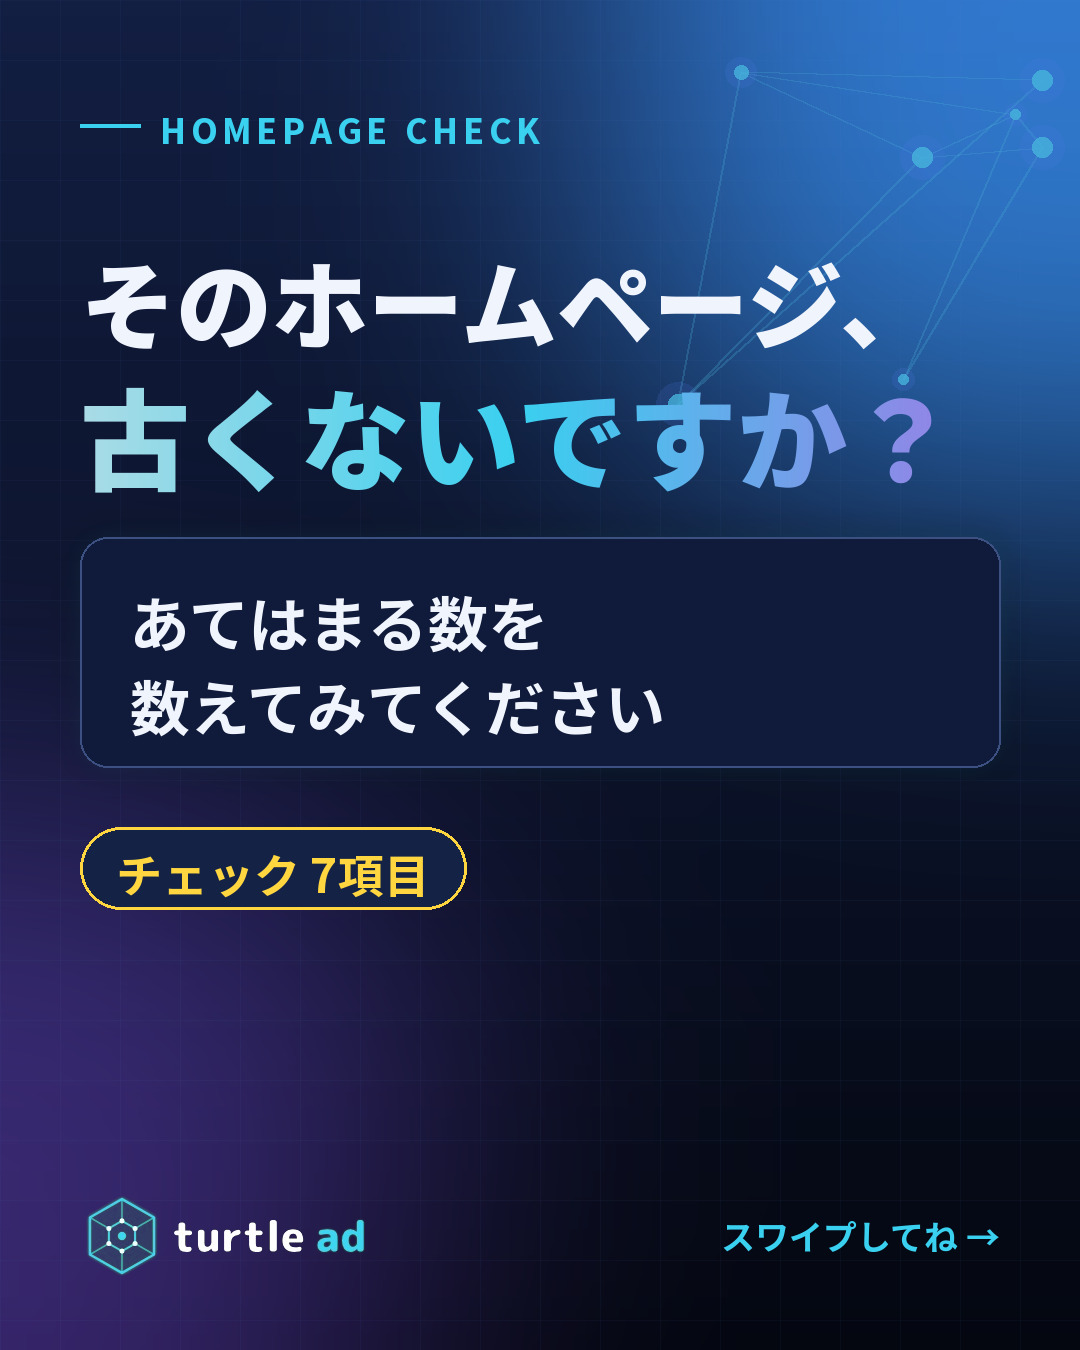 HOMEPAGE CHECK
そのホームページ、
古くないですか？
あてはまる数を
数えてみてください
チェック 7項目
turtle ad
スワイプしてね →